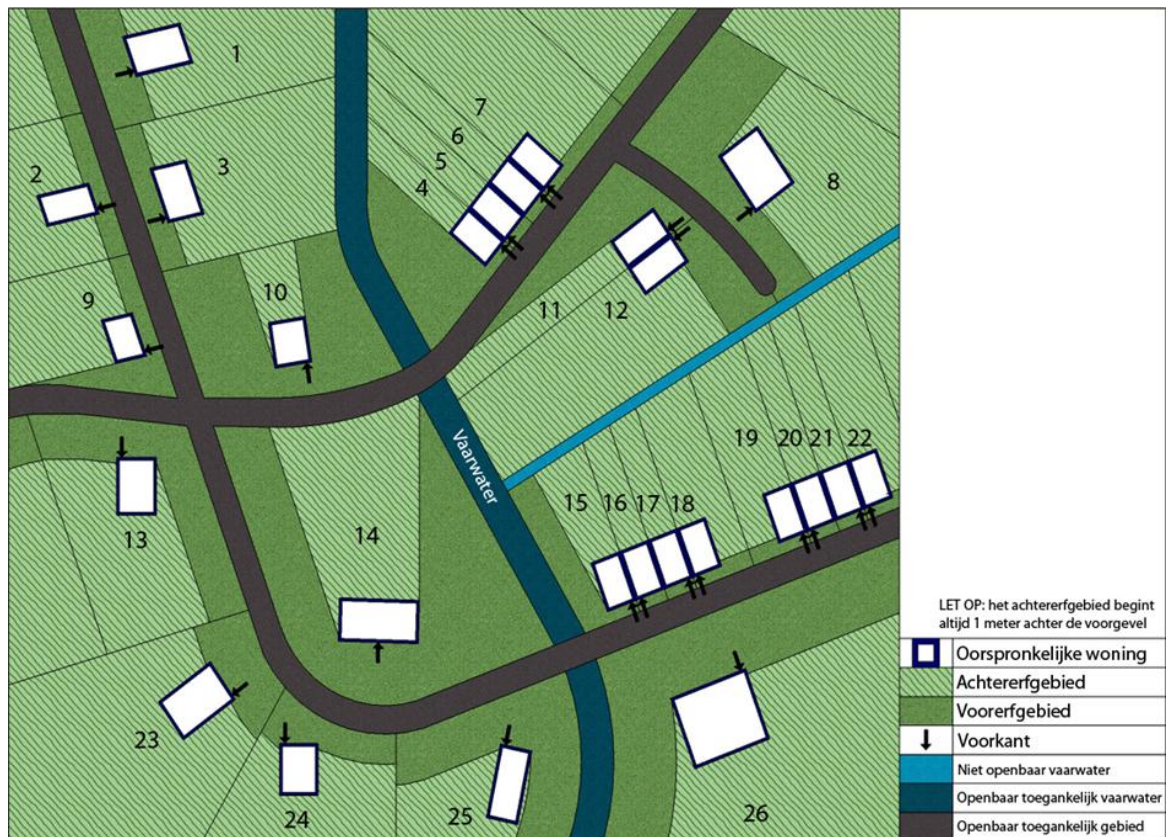 1
7
6
5
4
2
3
8
10
11
12
9
Vaarwater
19
20
21
22
15
16
17
18
13
14
23
24
25
26
LET OP: het achtererfgebied begint
altijd 1 meter achter de voorgevel
Oorspronkelijke woning
Achtererfgebied
Voorerfgebied
Voorkant
Niet openbaar vaarwater
Openbaar toegankelijk vaarwater
Openbaar toegankelijk gebied